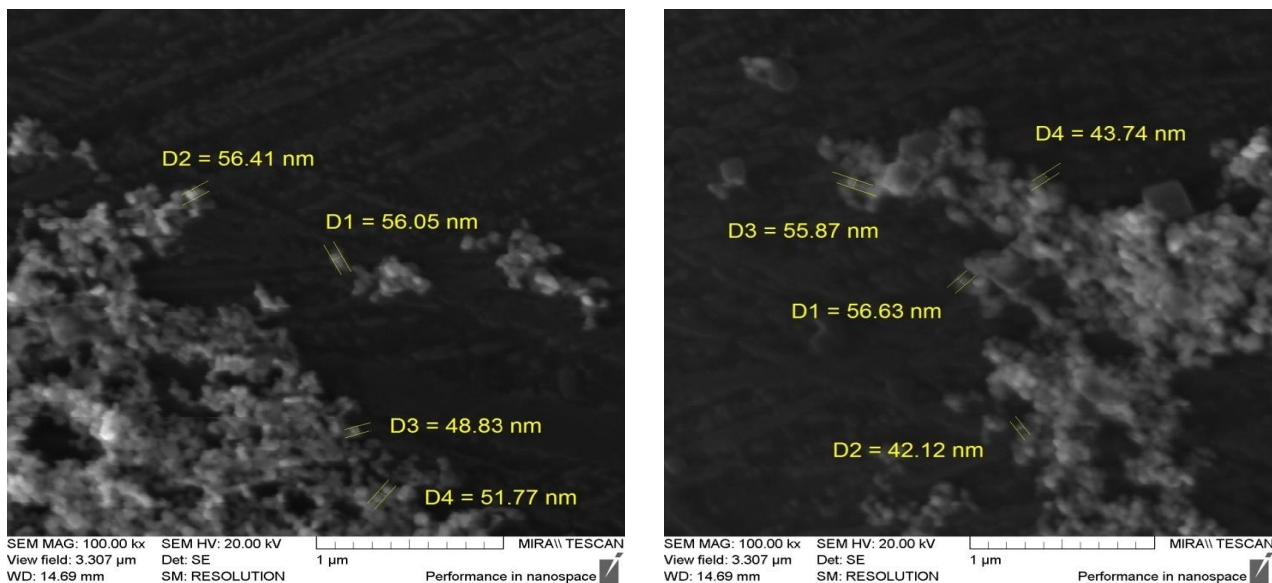 D2 = 56.41 nm
D1 = 56.05 nm
D3 = 48.83 nm
D4 = 51.77 nm
SEM MAG: 100.00 kx SEM HV: 20.00 kV 1 µm MIRA\\ TESCAN
View field: 3.307 µm Det: SE
WD: 14.69 mm SM: RESOLUTION Performance in nanospace
D4 = 43.74 nm
D3 = 55.87 nm
D1 = 56.63 nm
D2 = 42.12 nm
SEM MAG: 100.00 kx SEM HV: 20.00 kV 1 µm MIRA\\ TESCAN
View field: 3.307 µm Det: SE
WD: 14.69 mm SM: RESOLUTION Performance in nanospace